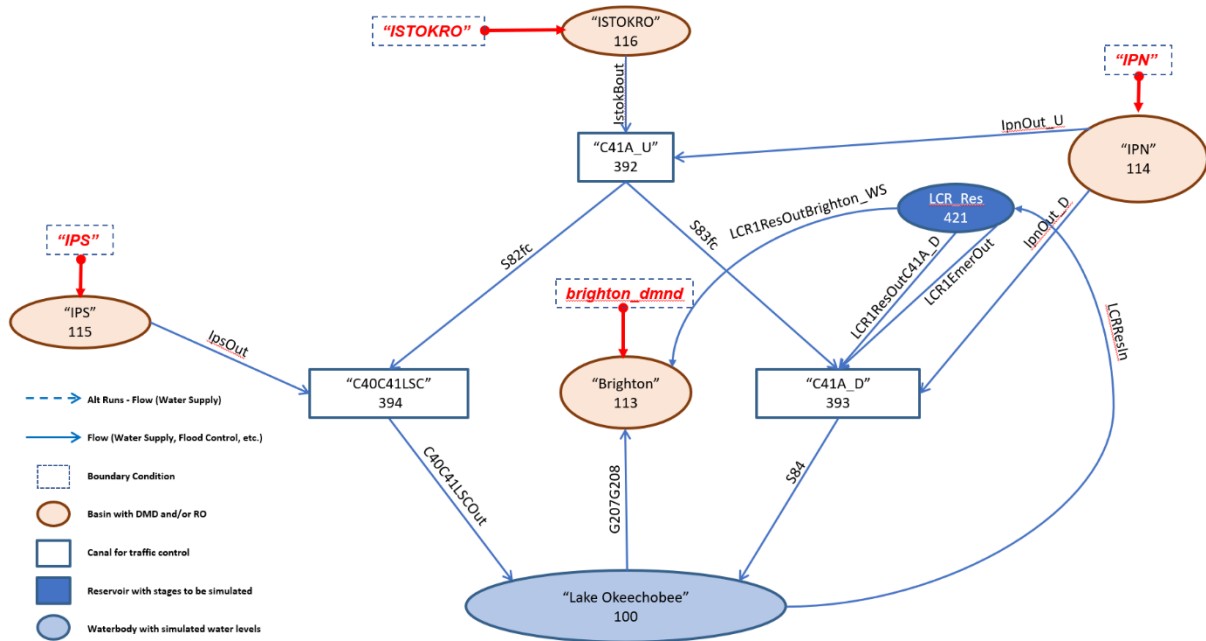 "ISTOKRO"
"ISTOKRO"
116
"IPN"
IstokBout
IpnOut_U
"C41A_U"
392
"IPN"
114
LCR1ResOutBrighton_WS
LCR_Res
421
IpnOut_D
"IPS"
S82fc
S83fc
LCR1ResOutC41A_D
LCR1EmerOut
LCRResIn
brighton_dmnd
"IPS"
115
IpsOut
"C40C41LSC"
394
"Brighton"
113
"C41A_D"
393
Alt Runs - Flow (Water Supply)
Flow (Water Supply, Flood Control, etc.)
C40C41LSCOut
G207G208
S84
Boundary Condition
Basin with DMD and/or RO
Canal for traffic control
Reservoir with stages to be simulated
"Lake Okeechobee"
100
Waterbody with simulated water levels